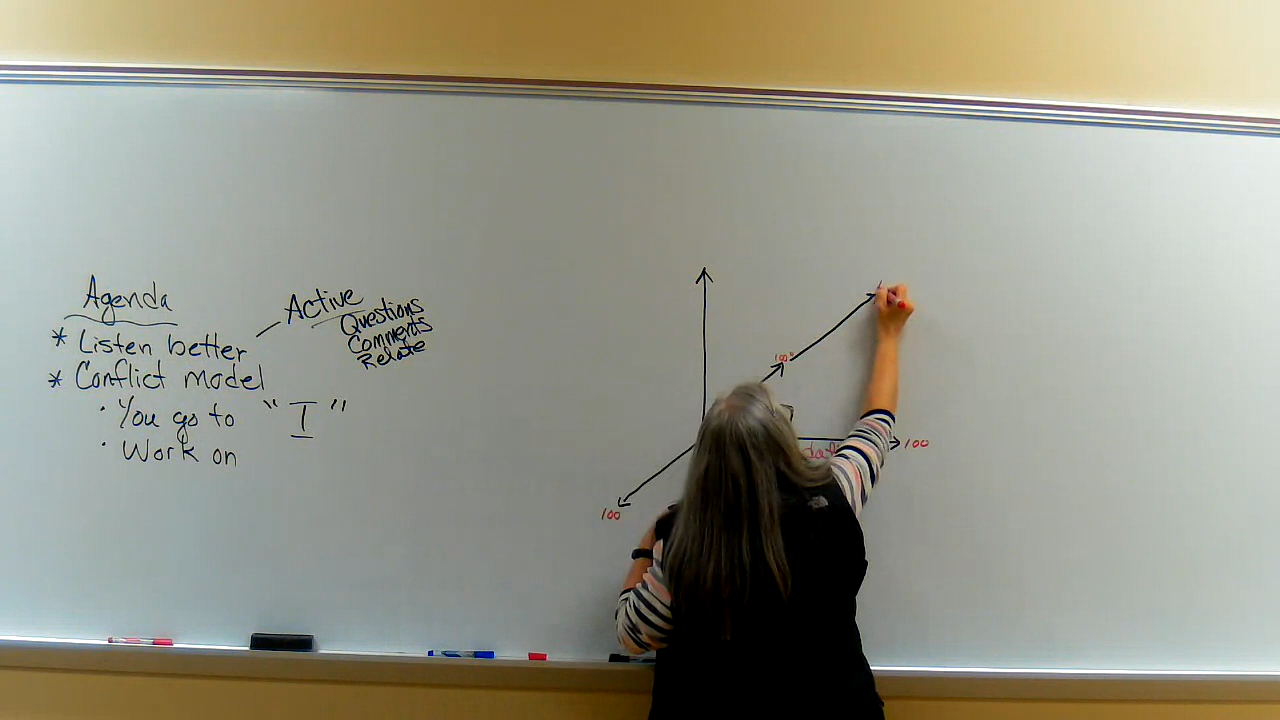 Agenda
* Listen better
* Conflict model
· You go to "I"
· Work on
Active
Questions
Comments
Relate
100
100
100